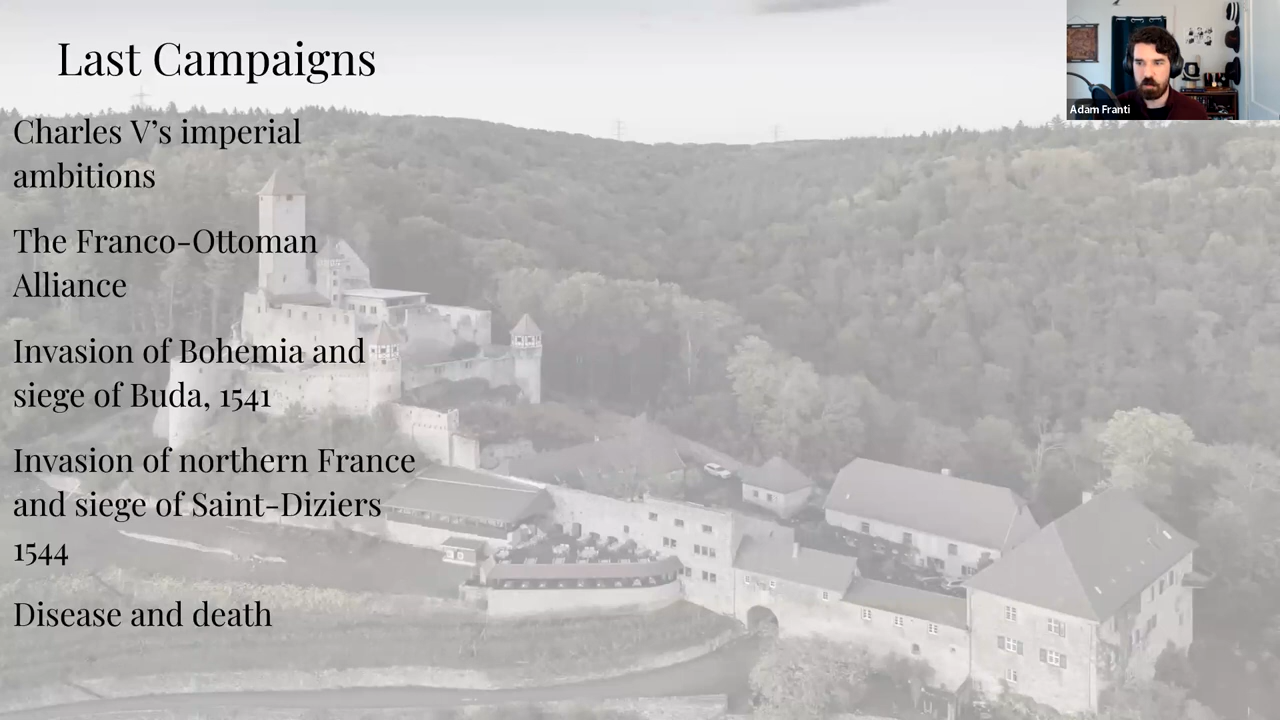 Last Campaigns
Adam Franti
Charles V's imperial
ambitions
The Franco-Ottoman
Alliance
Invasion of Bohemia and
siege of Buda, 1541
Invasion of northern France
and siege of Saint-Diziers
1544
Disease and death